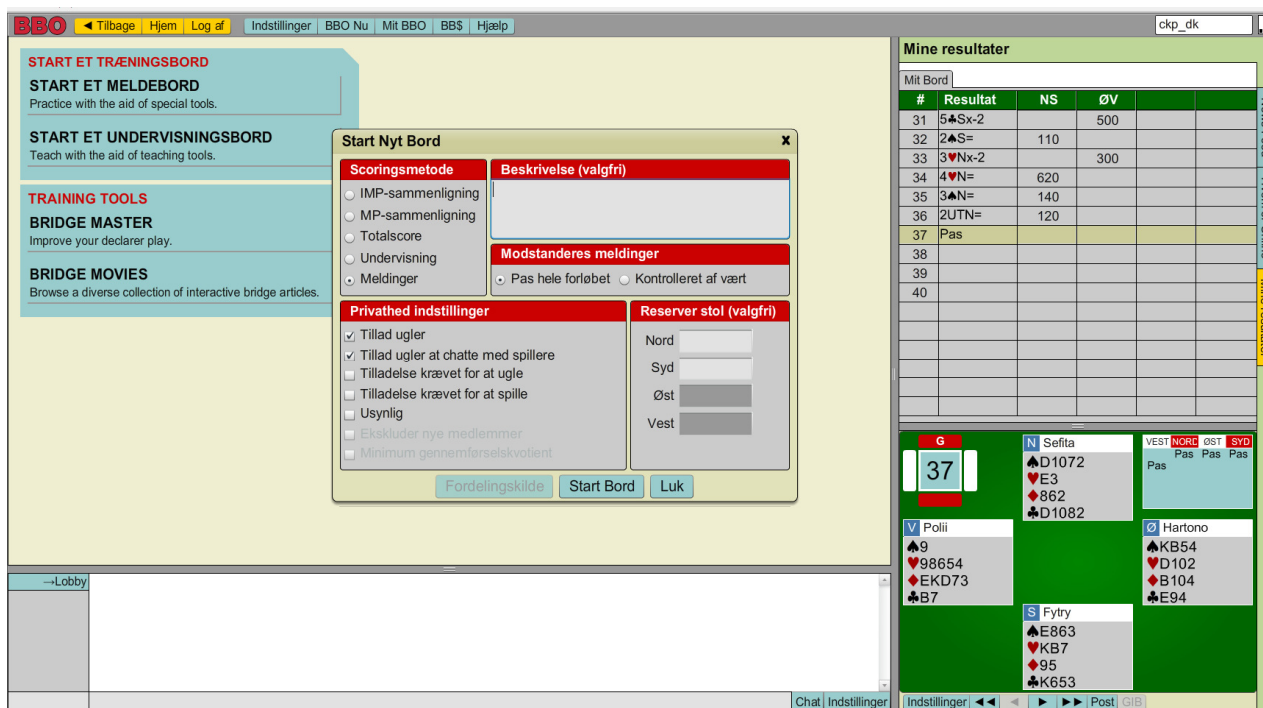 BBO ◄ Tilbage Hjem Log af Indstillinger BBO Nu Mit BBO BB$ Hjælp ckp_dk
START ET TRÆNINGSBORD
START ET MELDEBORD
Practice with the aid of special tools.
START ET UNDERVISNINGSBORD
Teach with the aid of teaching tools.
TRAINING TOOLS
BRIDGE MASTER
Improve your declarer play.
BRIDGE MOVIES
Browse a diverse collection of interactive bridge articles.
Start Nyt Bord x
Scoringsmetode
IMP-sammenligning
MP-sammenligning
Totalscore
Undervisning
Meldinger
Beskrivelse (valgfri)
Modstanderes meldinger
Pas hele forløbet Kontrolleret af vært
Privathed indstillinger
Tillad ugler
Tillad ugler at chatte med spillere
Tilladelse krævet for at ugle
Tilladelse krævet for at spille
Usynlig
Ekskluder nye medlemmer
Minimum gennemførselskvotient
Reserver stol (valgfri)
Nord
Syd
Øst
Vest
Fordelingskilde Start Bord Luk
→Lobby
Chat Indstillinger
Mine resultater
Mit Bord
# Resultat NS ØV
31 5♣Sx-2 500
32 2♠S= 110
33 3♥Nx-2 300
34 4♥N= 620
35 3♠N= 140
36 2UTN= 120
37 Pas
38
39
40
G
37
N Sefita
♠D1072
♥E3
♦862
♣D1082
VEST NORD ØST SYD
Pas Pas Pas
Pas
V Polii
♠9
♥98654
♦EKD73
♣B7
Ø Hartono
♠KB54
♥D102
♦B104
♣E94
S Fytry
♠E863
♥KB7
♦95
♣K653
Indstillinger ◄◄ ◄ ► ►► Post GIB